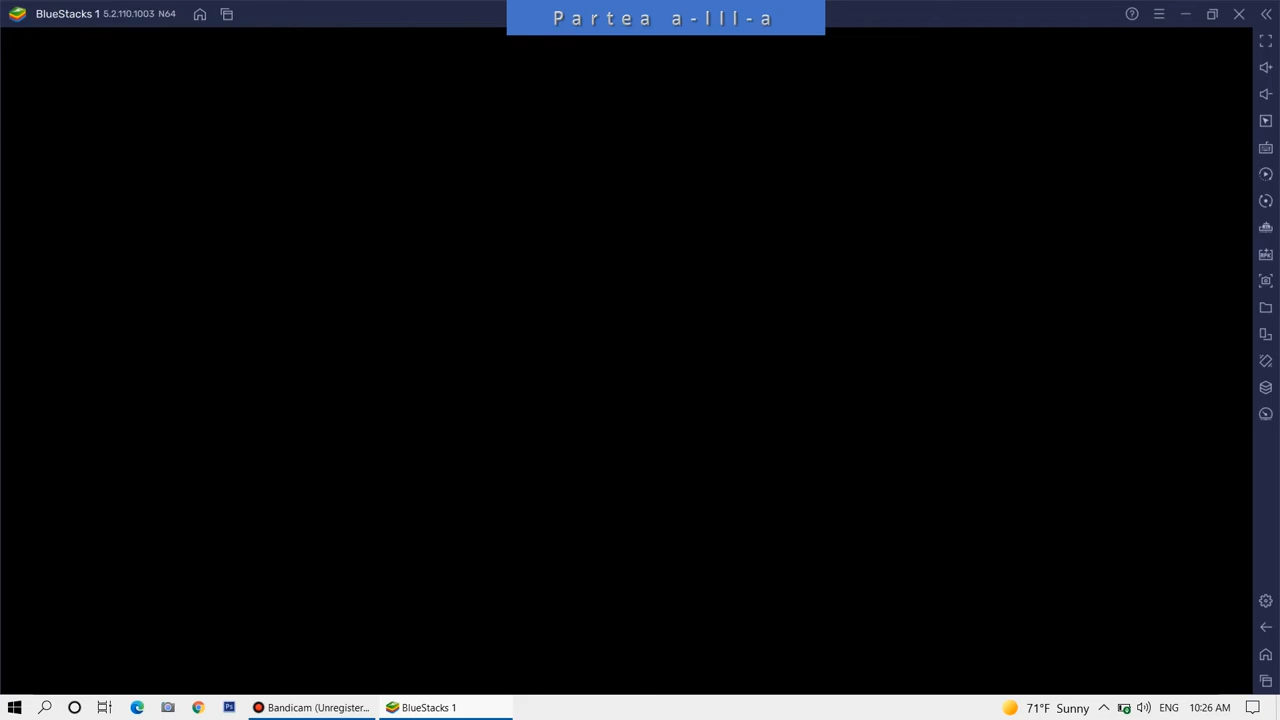 BlueStacks 1 5.2.110.1003 N64
Partea a-III-a
Ps
Bandicam (Unregister...
BlueStacks 1
71°F Sunny
ENG
10:26 AM